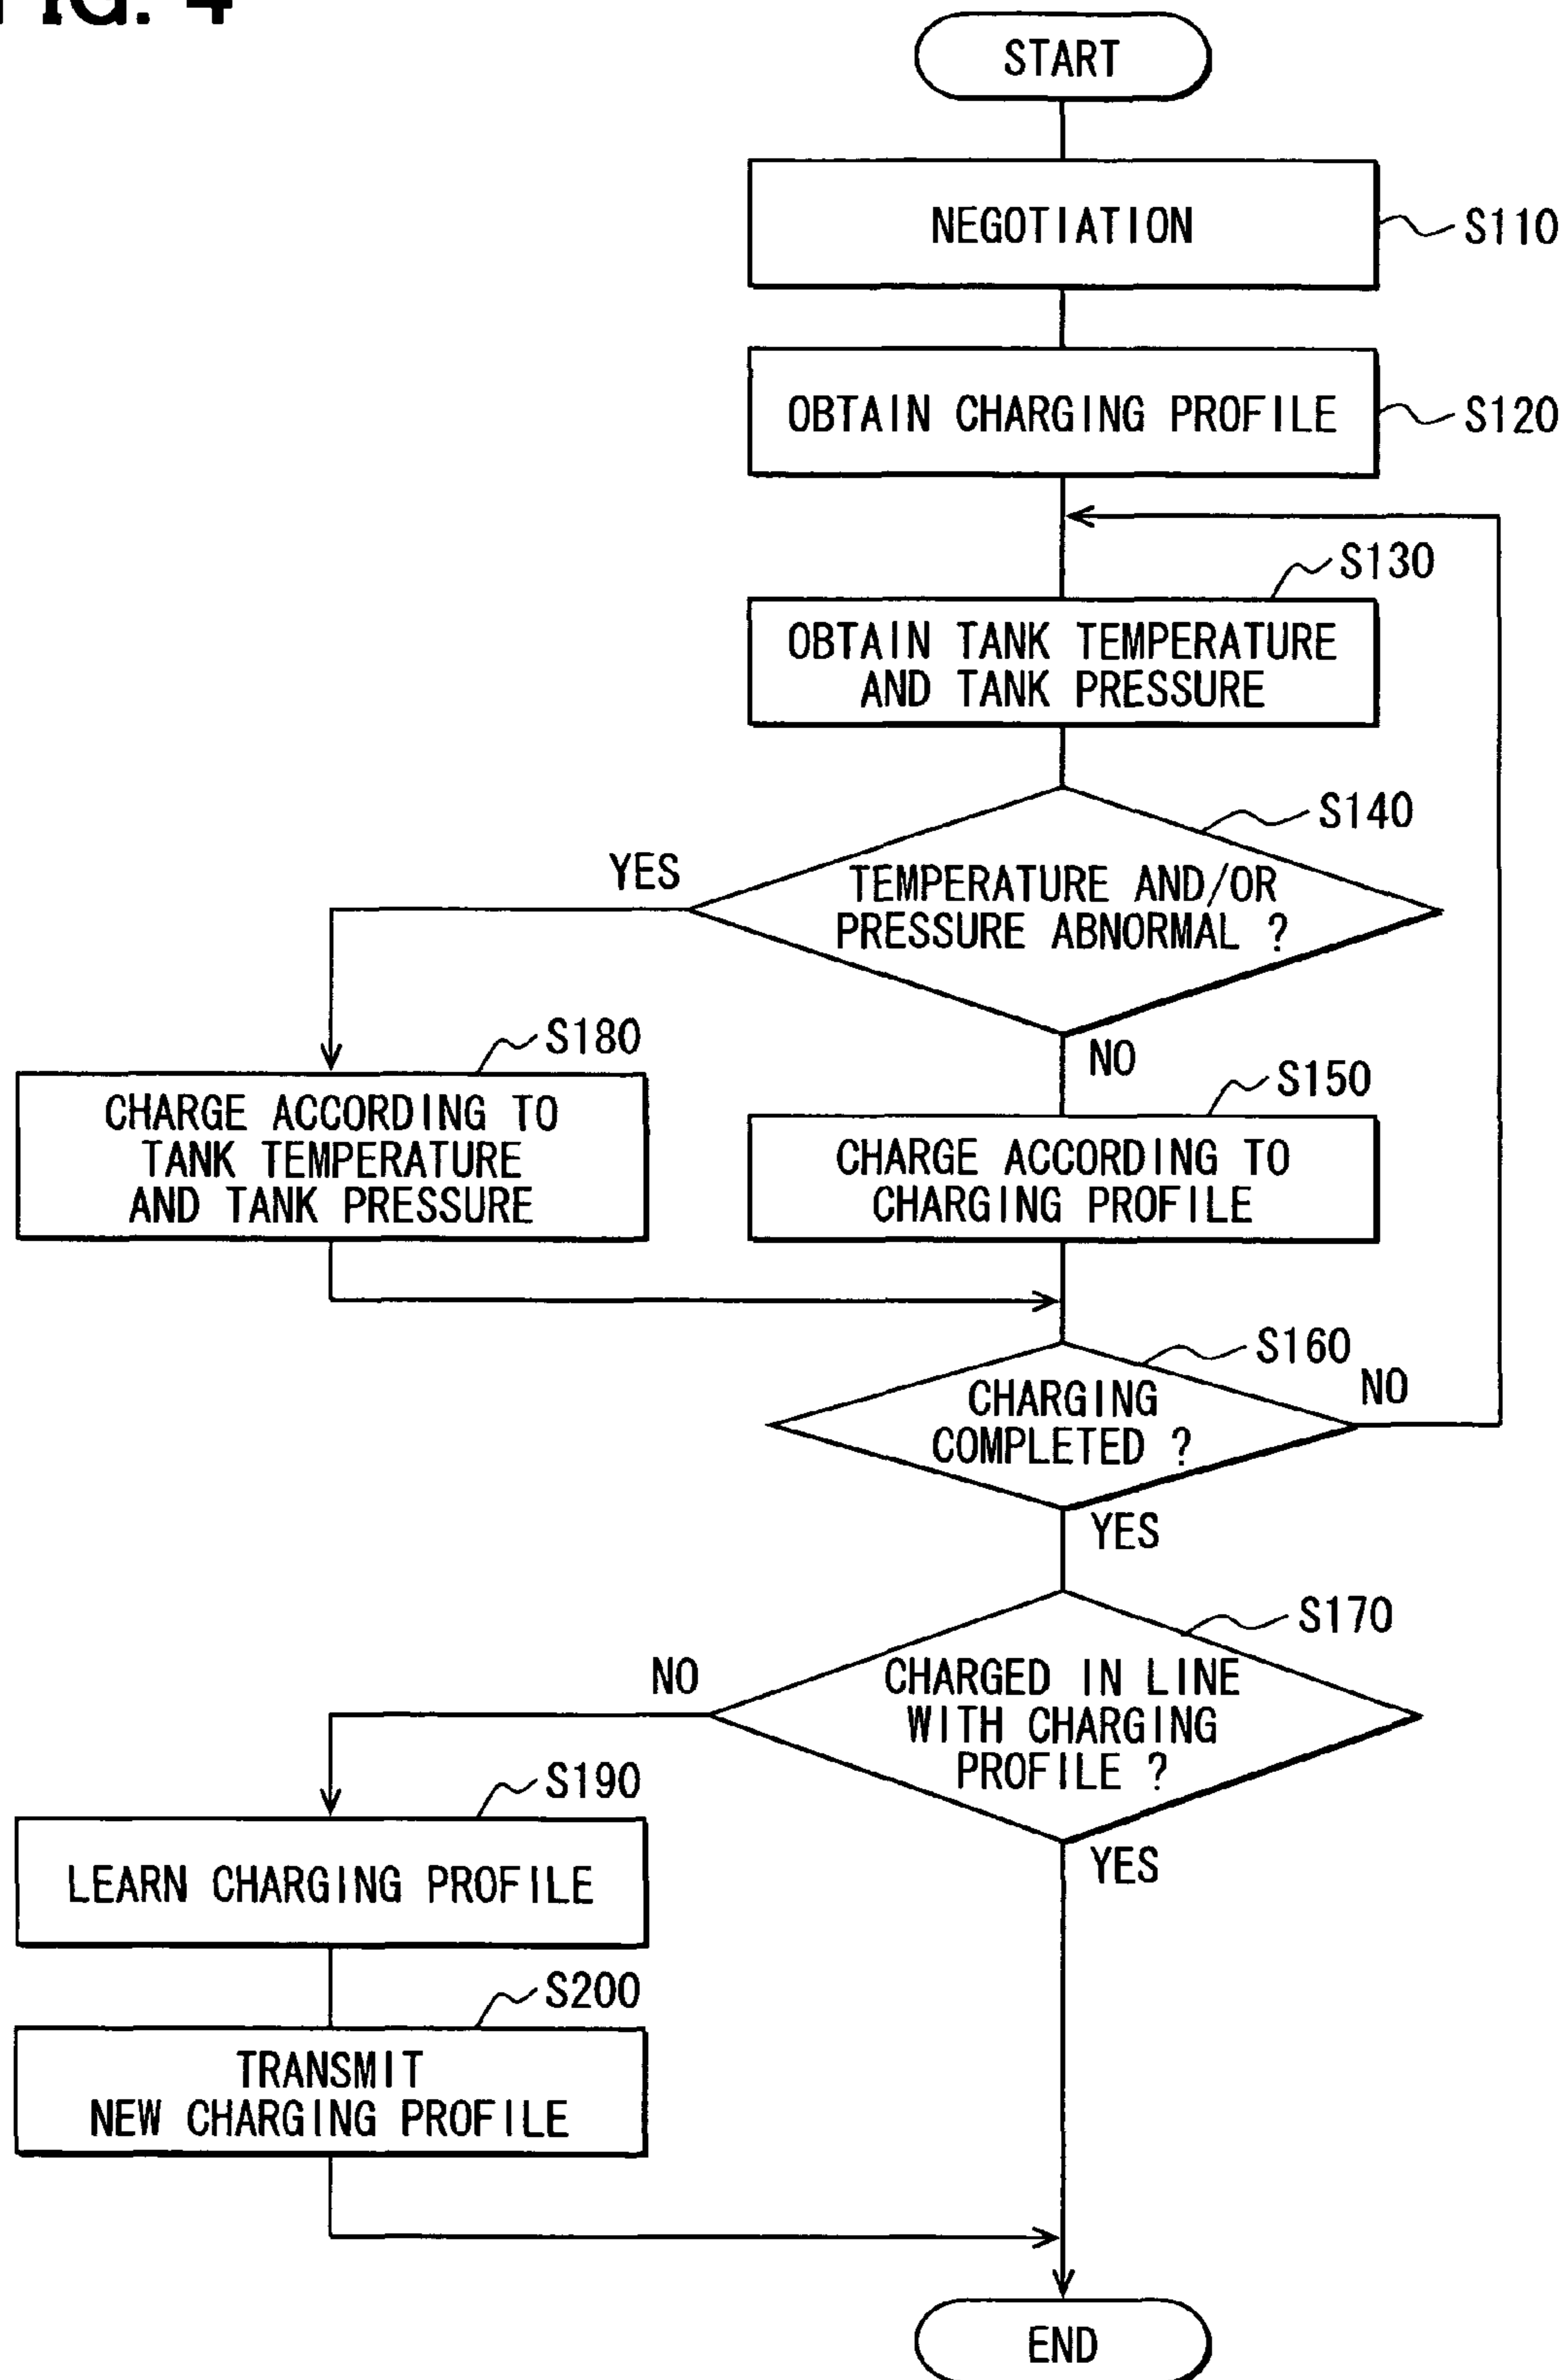 FIG. 4
START
NEGOTIATION
S110
OBTAIN CHARGING PROFILE
S120
S130
OBTAIN TANK TEMPERATURE
AND TANK PRESSURE
S140
YES
TEMPERATURE AND/OR
PRESSURE ABNORMAL ?
NO
S180
CHARGE ACCORDING TO
TANK TEMPERATURE
AND TANK PRESSURE
S150
CHARGE ACCORDING TO
CHARGING PROFILE
S160
NO
CHARGING
COMPLETED ?
YES
S170
NO
CHARGED IN LINE
WITH CHARGING
PROFILE ?
YES
S190
LEARN CHARGING PROFILE
S200
TRANSMIT
NEW CHARGING PROFILE
END